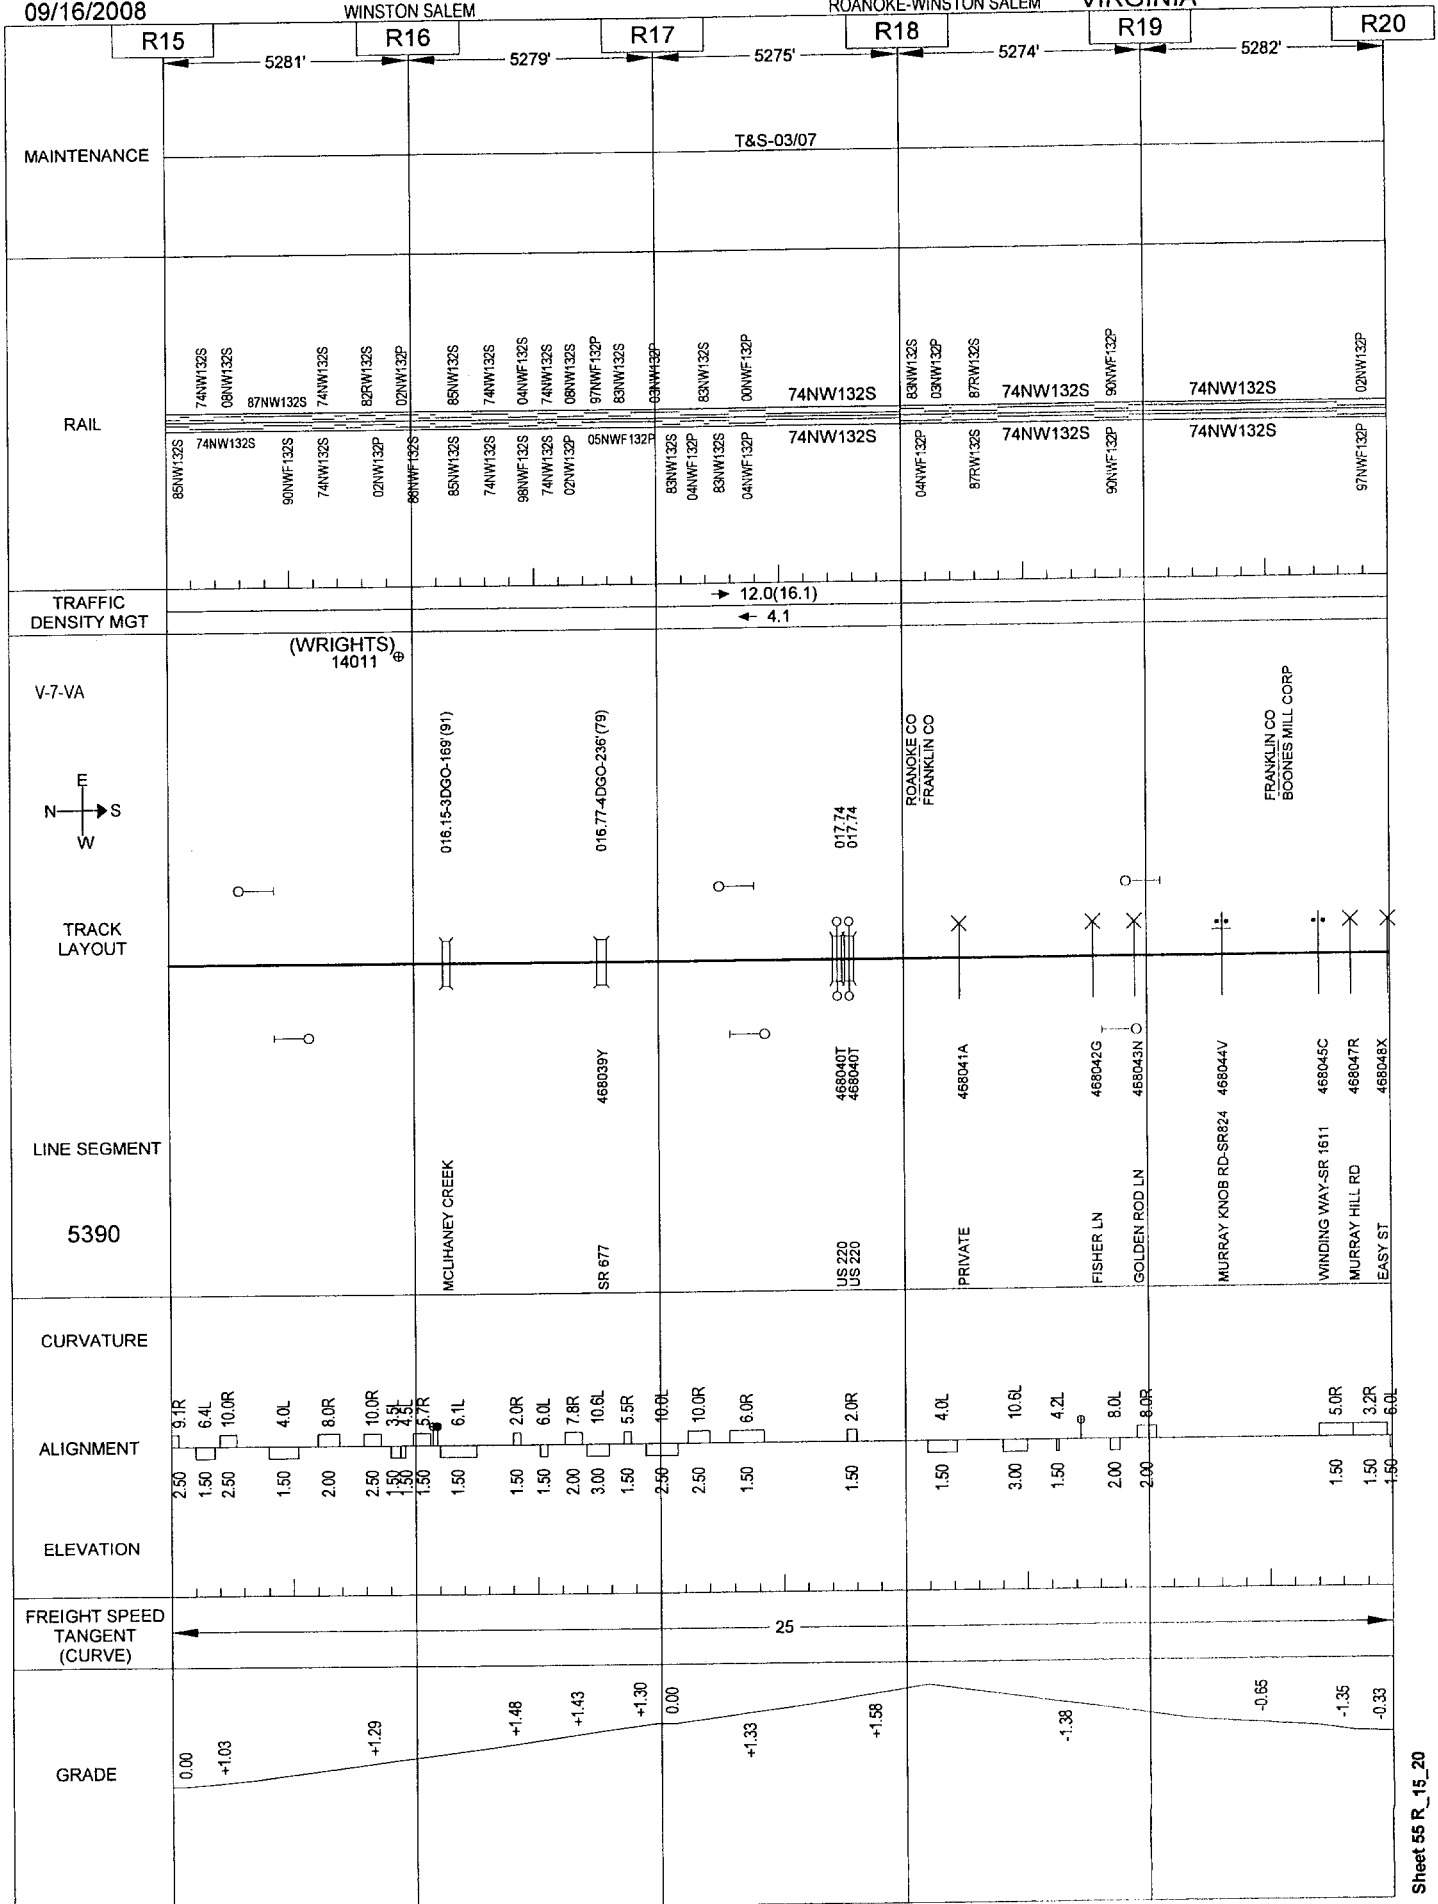 09/16/2008 WINSTON SALEM ROANOKE-WINSTON SALEM VIRGINIA
R15 R16 R17 R18 R19 R20
5281' 5279' 5275' 5274' 5282'
MAINTENANCE
T&S-03/07
RAIL
74NW132S
08NW132S
87NW132S
74NW132S
82RW132S
02NW132P
85NW132S
74NW132S
04NWF132S
74NW132S
08NW132S
97NWF132P
83NW132S
03NW132P
83NW132S
00NWF132P
74NW132S
83NW132S
03NW132P
87RW132S
74NW132S
90NWF132P
74NW132S
02NW132P
85NW132S
74NW132S
90NWF132S
74NW132S
02NW132P
88NWF132S
85NW132S
74NW132S
98NWF132S
74NW132S
02NW132P
05NWF132P
83NW132S
04NWF132P
83NW132S
04NWF132P
74NW132S
04NWF132P
87RW132S
74NW132S
90NWF132P
74NW132S
97NWF132P
TRAFFIC
DENSITY MGT
12.0(16.1)
4.1
(WRIGHTS)
14011
V-7-VA
E
N S
W
016.15-3DGO-169'(91)
016.77-4DGO-236'(79)
017.74
017.74
ROANOKE CO
FRANKLIN CO
FRANKLIN CO
BOONES MILL CORP
TRACK
LAYOUT
468039Y
468040T
468040T
468041A
468042G
468043N
468044V
468045C
468047R
468048X
LINE SEGMENT
5390
MCLIHANEY CREEK
SR 677
US 220
US 220
PRIVATE
FISHER LN
GOLDEN ROD LN
MURRAY KNOB RD-SR824
WINDING WAY-SR 1611
MURRAY HILL RD
EASY ST
CURVATURE
9.1R
6.4L
10.0R
4.0L
8.0R
10.0R
3.5L
4.5L
5.7R
6.1L
2.0R
6.0L
7.8R
10.6L
5.5R
10.0L
10.0R
6.0R
2.0R
4.0L
10.6L
4.2L
8.0L
8.0R
5.0R
3.2R
6.0L
ALIGNMENT
2.50
1.50
2.50
1.50
2.00
2.50
1.50
1.50
1.50
1.50
1.50
1.50
2.00
3.00
1.50
2.50
2.50
1.50
1.50
1.50
3.00
1.50
2.00
2.00
1.50
1.50
1.50
ELEVATION
FREIGHT SPEED
TANGENT
(CURVE)
25
GRADE
0.00
+1.03
+1.29
+1.48
+1.43
+1.30
0.00
+1.33
+1.58
-1.38
-0.65
-1.35
-0.33
Sheet 55 R_15_20